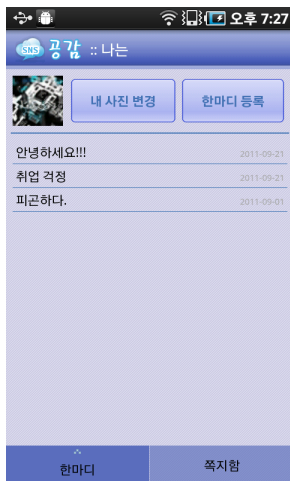 오후 7:27
SNS 공감 :: 나는
내 사진 변경
한마디 등록
안녕하세요!!! 2011-09-21
취업 걱정 2011-09-21
피곤하다. 2011-09-01
한마디
쪽지함